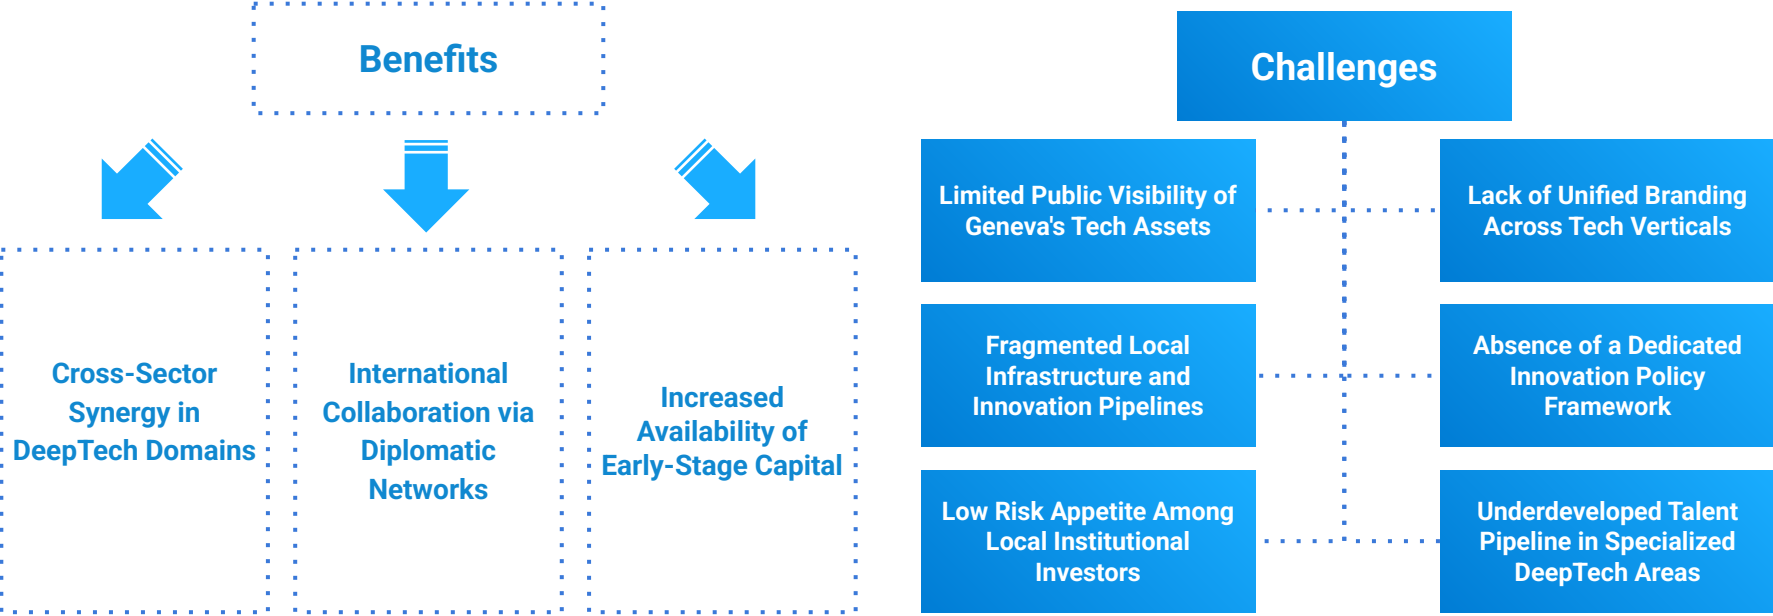 Benefits
Cross-Sector
Synergy in
DeepTech Domains
International
Collaboration via
Diplomatic
Networks
Increased
Availability of
Early-Stage Capital
Challenges
Limited Public Visibility of
Geneva's Tech Assets
Lack of Unified Branding
Across Tech Verticals
Fragmented Local
Infrastructure and
Innovation Pipelines
Absence of a Dedicated
Innovation Policy
Framework
Low Risk Appetite Among
Local Institutional
Investors
Underdeveloped Talent
Pipeline in Specialized
DeepTech Areas